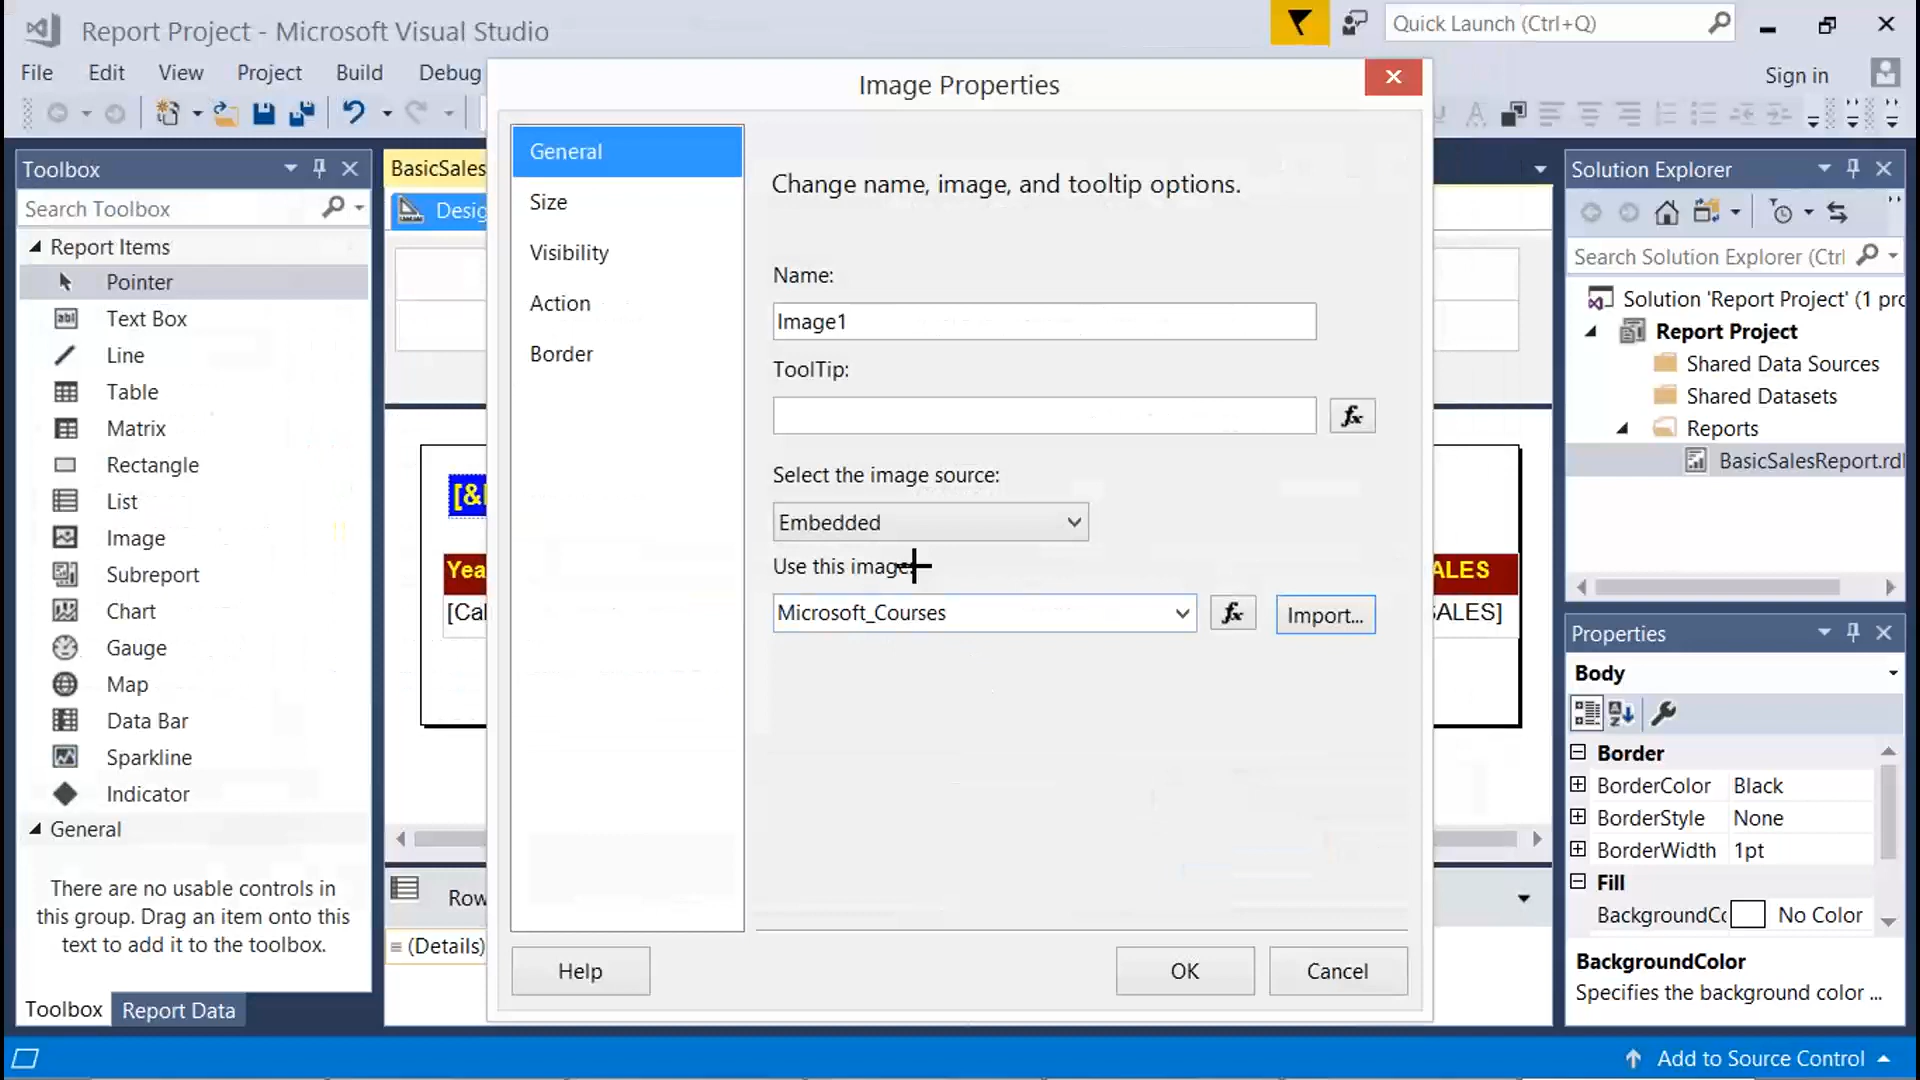 Report Project - Microsoft Visual Studio
Quick Launch (Ctrl+Q)
File Edit View Project Build Debug
Sign in
Image Properties
General
Size
Visibility
Action
Border
Change name, image, and tooltip options.
Name:
Image1
ToolTip:
fx
Select the image source:
Embedded
Use this image:
Microsoft_Courses
fx
Import...
Help
OK
Cancel
Toolbox
Search Toolbox
Report Items
Pointer
Text Box
Line
Table
Matrix
Rectangle
List
Image
Subreport
Chart
Gauge
Map
Data Bar
Sparkline
Indicator
General
There are no usable controls in
this group. Drag an item onto this
text to add it to the toolbox.
Toolbox Report Data
BasicSales
Desig
[&
Yea
[Cal
ALES
SALES]
Row
(Details)
Solution Explorer
Search Solution Explorer (Ctrl
Solution 'Report Project' (1 pro
Report Project
Shared Data Sources
Shared Datasets
Reports
BasicSalesReport.rdl
Properties
Body
Border
BorderColor Black
BorderStyle None
BorderWidth 1pt
Fill
BackgroundCo No Color
BackgroundColor
Specifies the background color ...
Add to Source Control